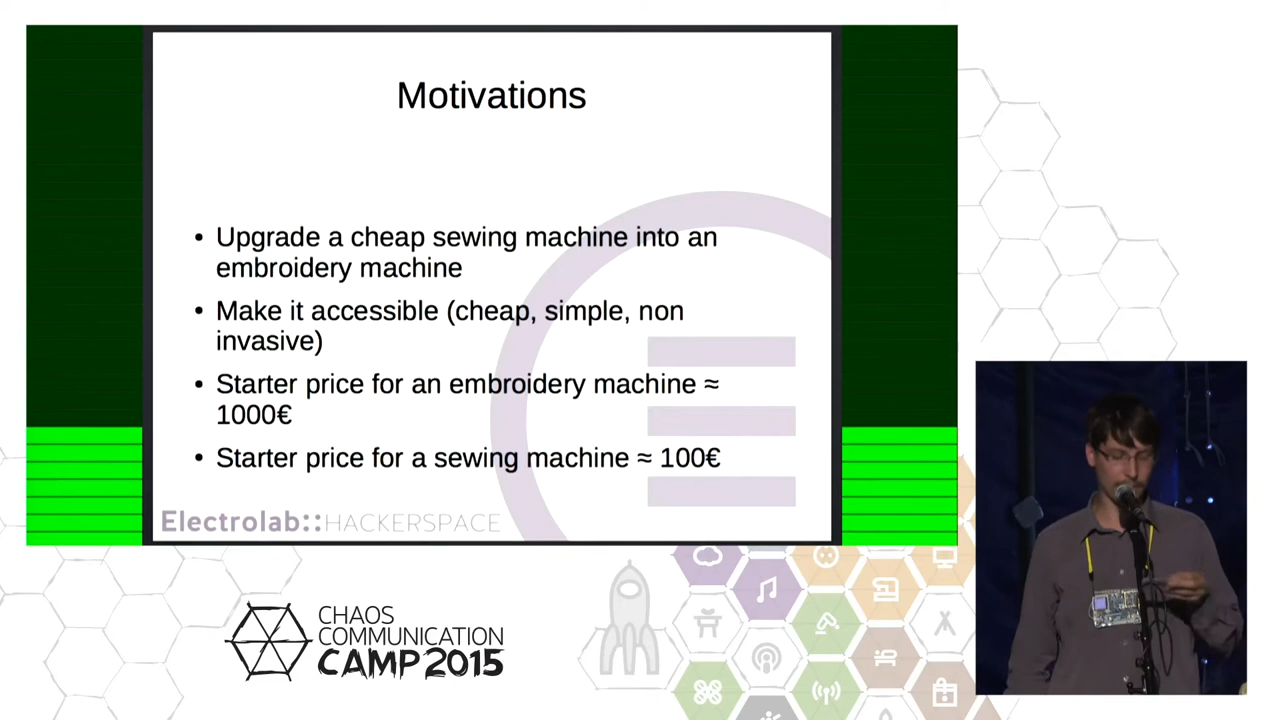 Motivations
• Upgrade a cheap sewing machine into an
embroidery machine
• Make it accessible (cheap, simple, non
invasive)
• Starter price for an embroidery machine ≈
1000€
• Starter price for a sewing machine ≈ 100€
Electrolab::HACKERSPACE
CHAOS
COMMUNICATION
CAMP 2015